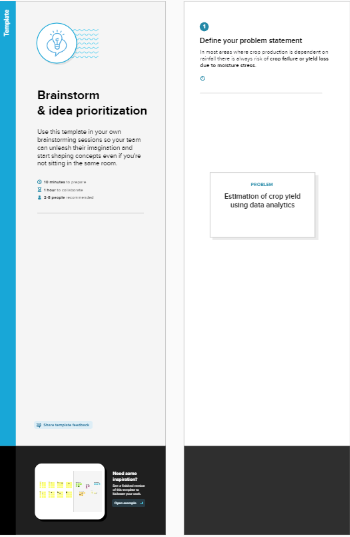 Template
Brainstorm
& idea prioritization
Use this template in your own
brainstorming sessions so your team
can unleash their imagination and
start shaping concepts even if you're
not sitting in the same room.
10 minutes to prepare
1 hour to collaborate
2-8 people recommended
Share template feedback
Need some
inspiration?
See a finished version
of this template to
kickstart your work.
Open example
1
Define your problem statement
In most areas where crop production is dependent on
rainfall there is always risk of crop failure or yield loss
due to moisture stress.
PROBLEM
Estimation of crop yield
using data analytics